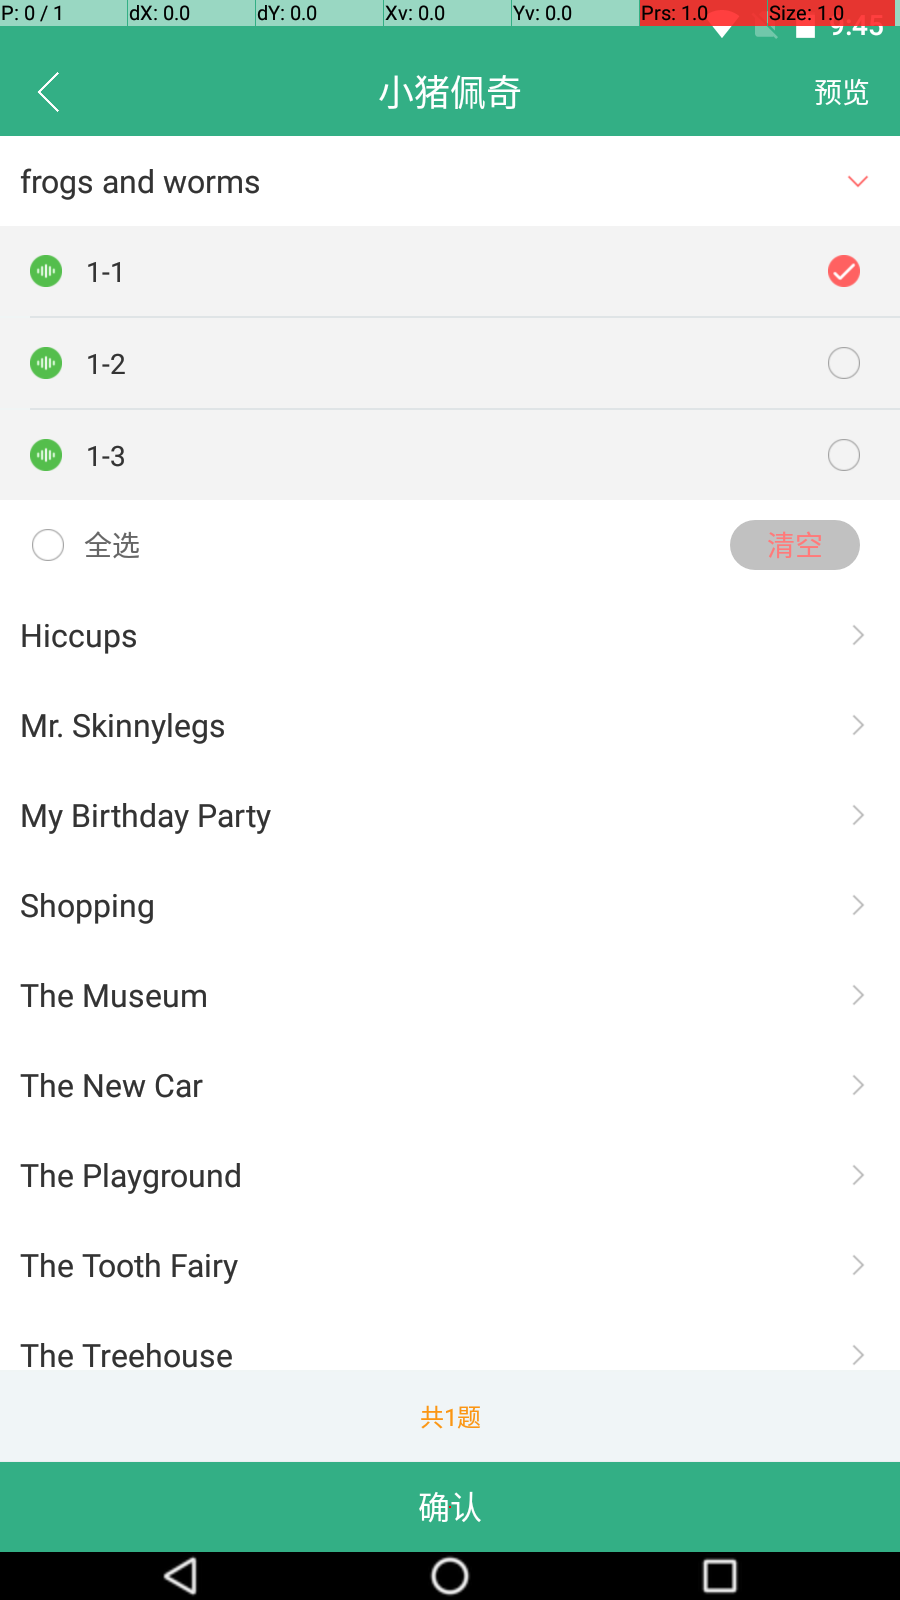 P: 0 / 1 dX: 0.0 dY: 0.0 Xv: 0.0 Yv: 0.0 Prs: 1.0 Size: 1.0
9:45
小猪佩奇 预览
frogs and worms
1-1
1-2
1-3
全选 清空
Hiccups
Mr. Skinnylegs
My Birthday Party
Shopping
The Museum
The New Car
The Playground
The Tooth Fairy
The Treehouse
共1题
确认